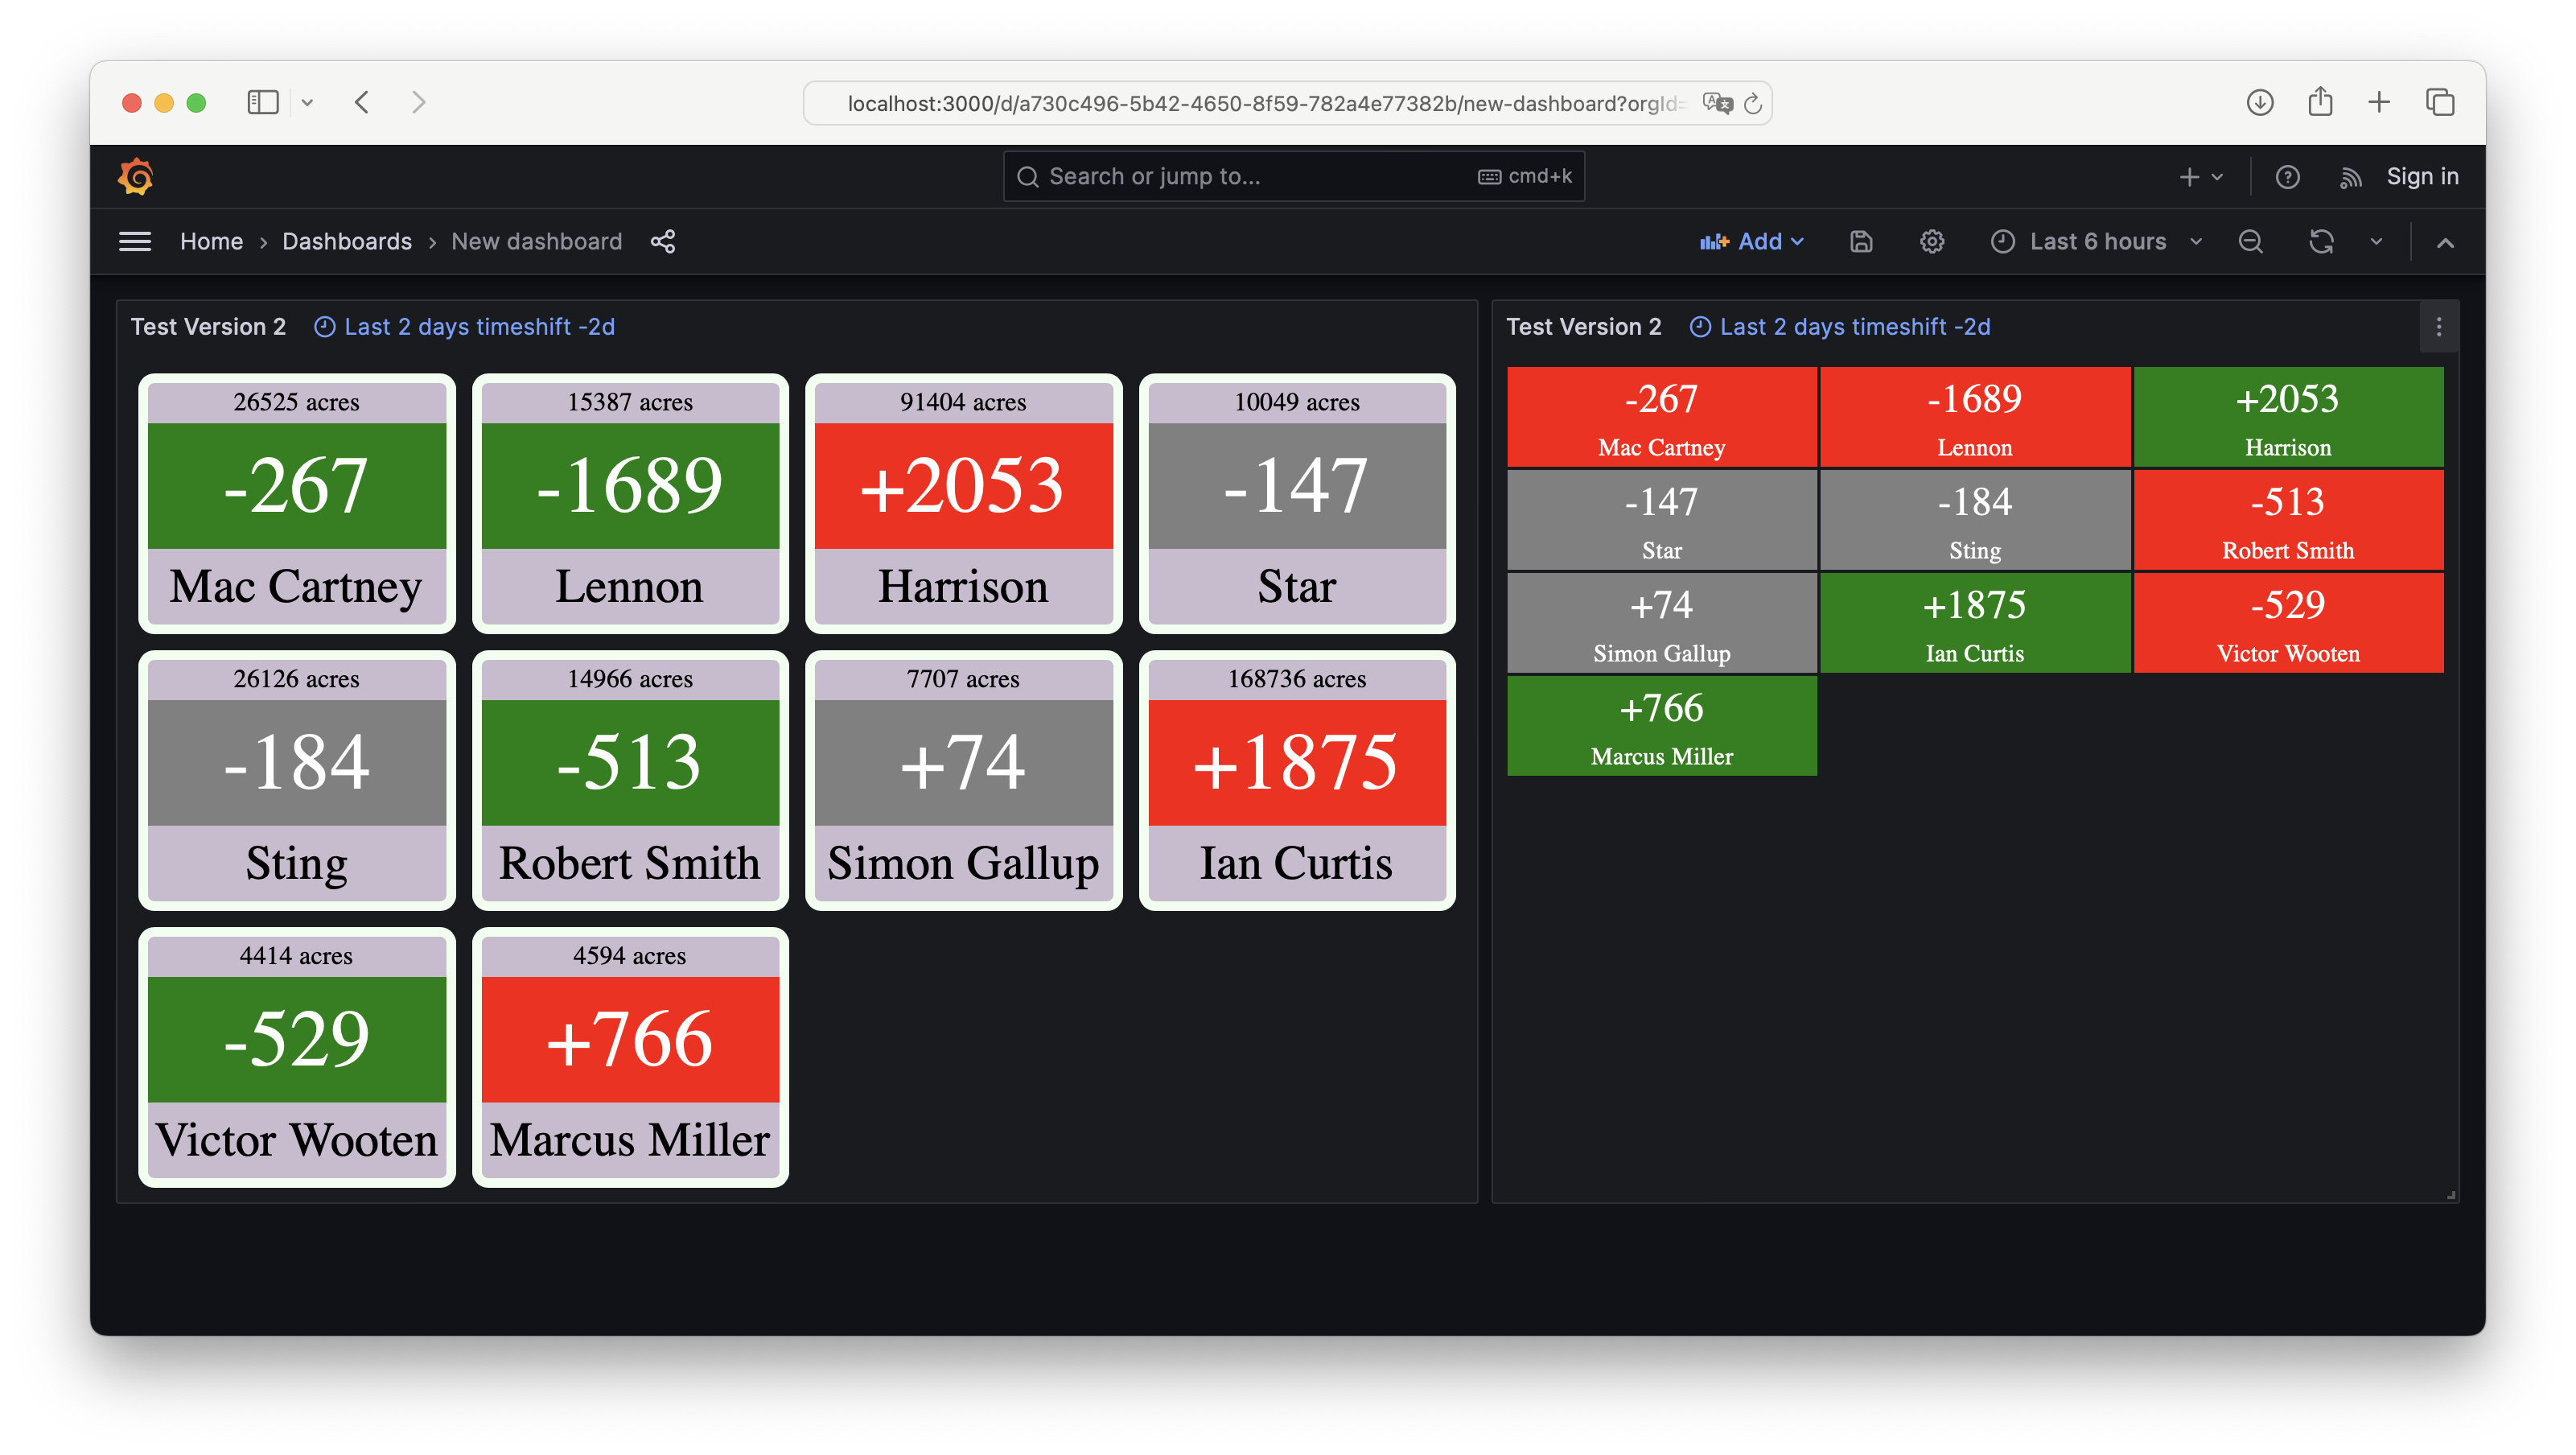 localhost:3000/d/a730c496-5b42-4650-8f59-782a4e77382b/new-dashboard?orgId=
Search or jump to...
cmd+k
Sign in
Home › Dashboards › New dashboard
Add
Last 6 hours
Test Version 2 Last 2 days timeshift -2d
26525 acres
-267
Mac Cartney
15387 acres
-1689
Lennon
91404 acres
+2053
Harrison
10049 acres
-147
Star
26126 acres
-184
Sting
14966 acres
-513
Robert Smith
7707 acres
+74
Simon Gallup
168736 acres
+1875
Ian Curtis
4414 acres
-529
Victor Wooten
4594 acres
+766
Marcus Miller
Test Version 2 Last 2 days timeshift -2d
-267
Mac Cartney
-1689
Lennon
+2053
Harrison
-147
Star
-184
Sting
-513
Robert Smith
+74
Simon Gallup
+1875
Ian Curtis
-529
Victor Wooten
+766
Marcus Miller